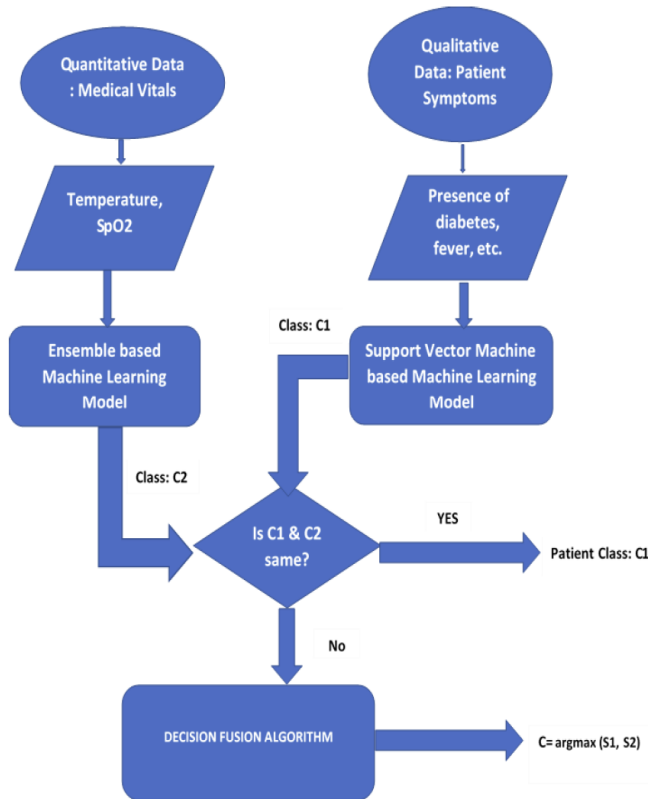 Quantitative Data
: Medical Vitals
Qualitative
Data: Patient
Symptoms
Temperature,
SpO2
Presence of
diabetes,
fever, etc.
Class: C1
Ensemble based
Machine Learning
Model
Support Vector Machine
based Machine Learning
Model
Class: C2
Is C1 & C2
same?
YES
Patient Class: C1
No
DECISION FUSION ALGORITHM
C= argmax (S1, S2)